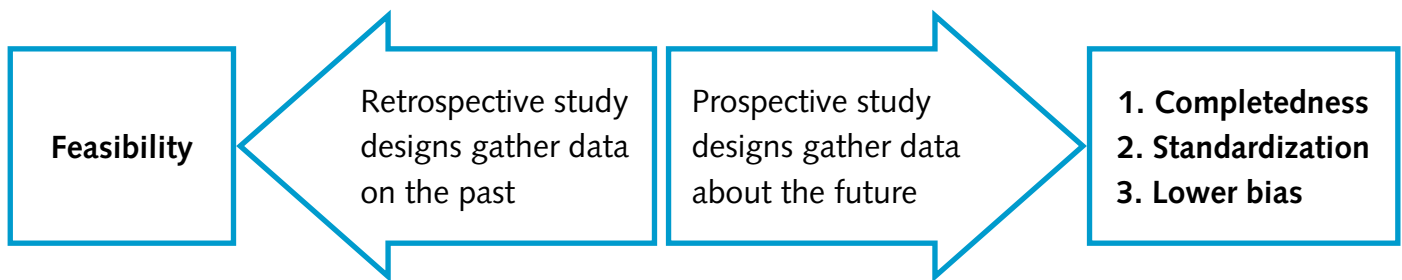 Feasibility
Retrospective study
designs gather data
on the past
Prospective study
designs gather data
about the future
1. Completedness
2. Standardization
3. Lower bias